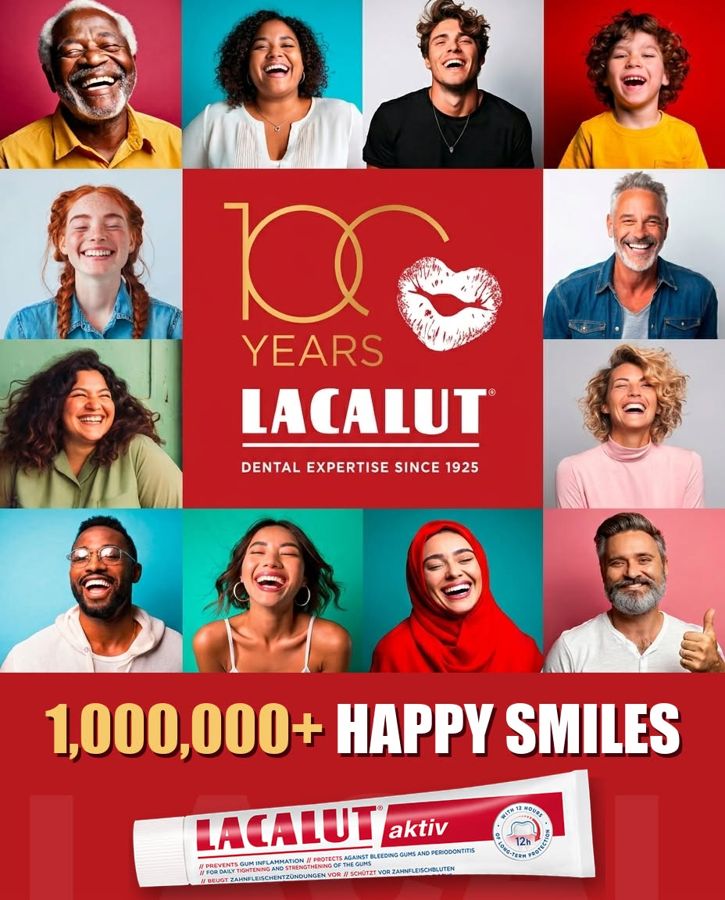 100
YEARS
LACALUT®
DENTAL EXPERTISE SINCE 1925
1,000,000+ HAPPY SMILES
LACALUT® aktiv
// PREVENTS GUM INFLAMMATION // PROTECTS AGAINST BLEEDING GUMS AND PERIODONTITIS
// FOR DAILY TIGHTENING AND STRENGTHENING OF THE GUMS
// BEUGT ZAHNFLEISCHENTZÜNDUNGEN VOR // SCHÜTZT VOR ZAHNFLEISCHBLUTEN
WITH 12 HOURS
12h
OF LONG-TERM PROTECTION